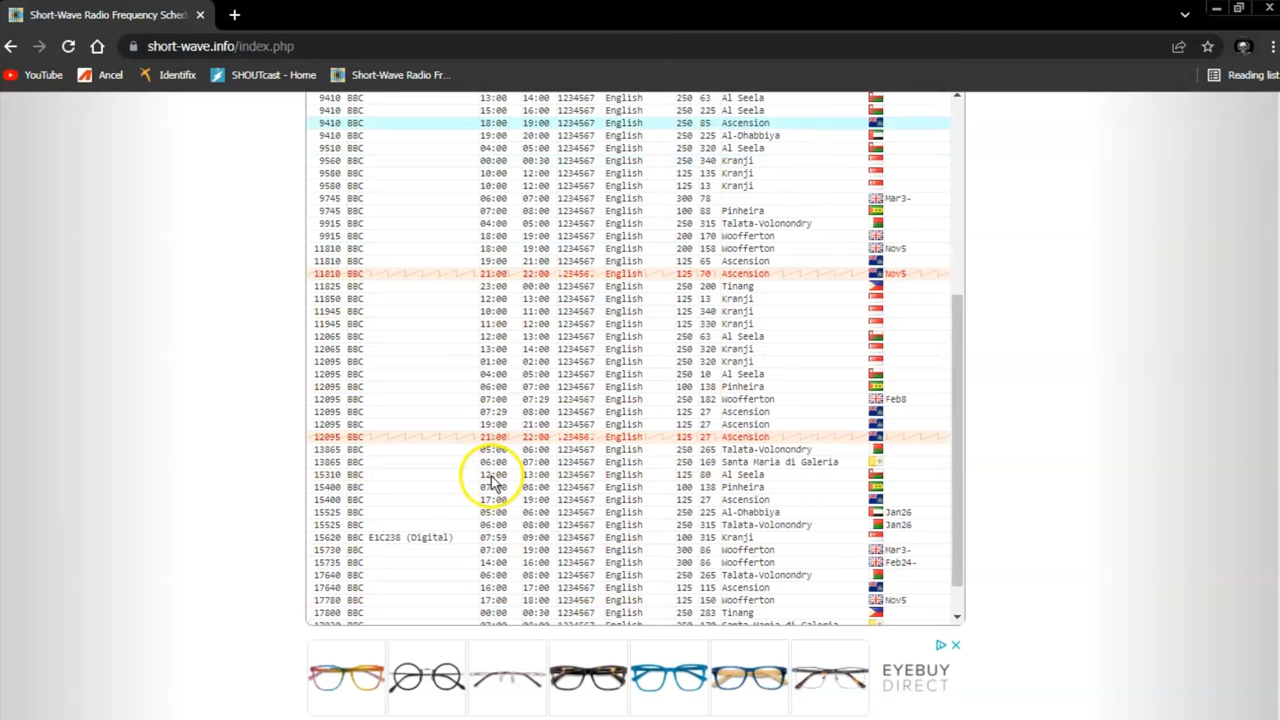 Short-Wave Radio Frequency Sched
short-wave.info/index.php
YouTube Ancel Identifix SHOUTcast - Home Short-Wave Radio Fr... Reading list
9410 BBC 13:00 14:00 1234567 English 250 63 Al Seela
9410 BBC 15:00 16:00 1234567 English 250 225 Al Seela
9410 BBC 18:00 19:00 1234567 English 250 85 Ascension
9410 BBC 19:00 20:00 1234567 English 250 225 Al-Dhabbiya
9510 BBC 04:00 05:00 1234567 English 250 320 Al Seela
9560 BBC 00:00 00:30 1234567 English 250 340 Kranji
9580 BBC 10:00 12:00 1234567 English 125 135 Kranji
9580 BBC 10:00 12:00 1234567 English 125 13 Kranji
9745 BBC 06:00 07:00 1234567 English 300 78 Mar3-
9745 BBC 07:00 08:00 1234567 English 100 88 Pinheira
9915 BBC 04:00 05:00 1234567 English 250 315 Talata-Volonondry
9915 BBC 18:00 19:00 1234567 English 200 170 Woofferton
11810 BBC 18:00 19:00 1234567 English 200 158 Woofferton Nov5
11810 BBC 19:00 21:00 1234567 English 125 65 Ascension
11810 BBC 21:00 22:00 .123456. English 125 70 Ascension Nov5
11825 BBC 23:00 00:00 1234567 English 250 200 Tinang
11850 BBC 12:00 13:00 1234567 English 125 13 Kranji
11945 BBC 10:00 11:00 1234567 English 125 340 Kranji
11945 BBC 11:00 12:00 1234567 English 125 330 Kranji
12065 BBC 12:00 13:00 1234567 English 250 63 Al Seela
12065 BBC 13:00 14:00 1234567 English 250 320 Kranji
12095 BBC 01:00 02:00 1234567 English 250 320 Kranji
12095 BBC 04:00 05:00 1234567 English 250 10 Al Seela
12095 BBC 06:00 07:00 1234567 English 100 138 Pinheira
12095 BBC 07:00 07:29 1234567 English 250 182 Woofferton Feb8
12095 BBC 07:29 08:00 1234567 English 125 27 Ascension
12095 BBC 19:00 21:00 1234567 English 125 27 Ascension
12095 BBC 21:00 22:00 .123456. English 125 27 Ascension
13865 BBC 05:00 06:00 1234567 English 250 265 Talata-Volonondry
13865 BBC 06:00 07:00 1234567 English 250 169 Santa Maria di Galeria
15310 BBC 12:00 13:00 1234567 English 125 80 Al Seela
15400 BBC 07:00 08:00 1234567 English 100 138 Pinheira
15400 BBC 17:00 19:00 1234567 English 125 27 Ascension
15525 BBC 05:00 06:00 1234567 English 250 225 Al-Dhabbiya Jan26
15525 BBC 06:00 08:00 1234567 English 250 315 Talata-Volonondry Jan26
15620 BBC E1C238 (Digital) 07:59 09:00 1234567 English 100 315 Kranji
15730 BBC 07:00 19:00 1234567 English 300 86 Woofferton Mar3-
15735 BBC 14:00 16:00 1234567 English 300 86 Woofferton Feb24-
17640 BBC 06:00 08:00 1234567 English 250 265 Talata-Volonondry
17640 BBC 16:00 17:00 1234567 English 125 115 Ascension
17780 BBC 17:00 18:00 1234567 English 125 150 Woofferton Nov5
17800 BBC 00:00 00:30 1234567 English 250 283 Tinang
17830 BBC 07:00 08:00 1234567 English 250 170 Santa Maria di Galeria
EYEBUY
DIRECT